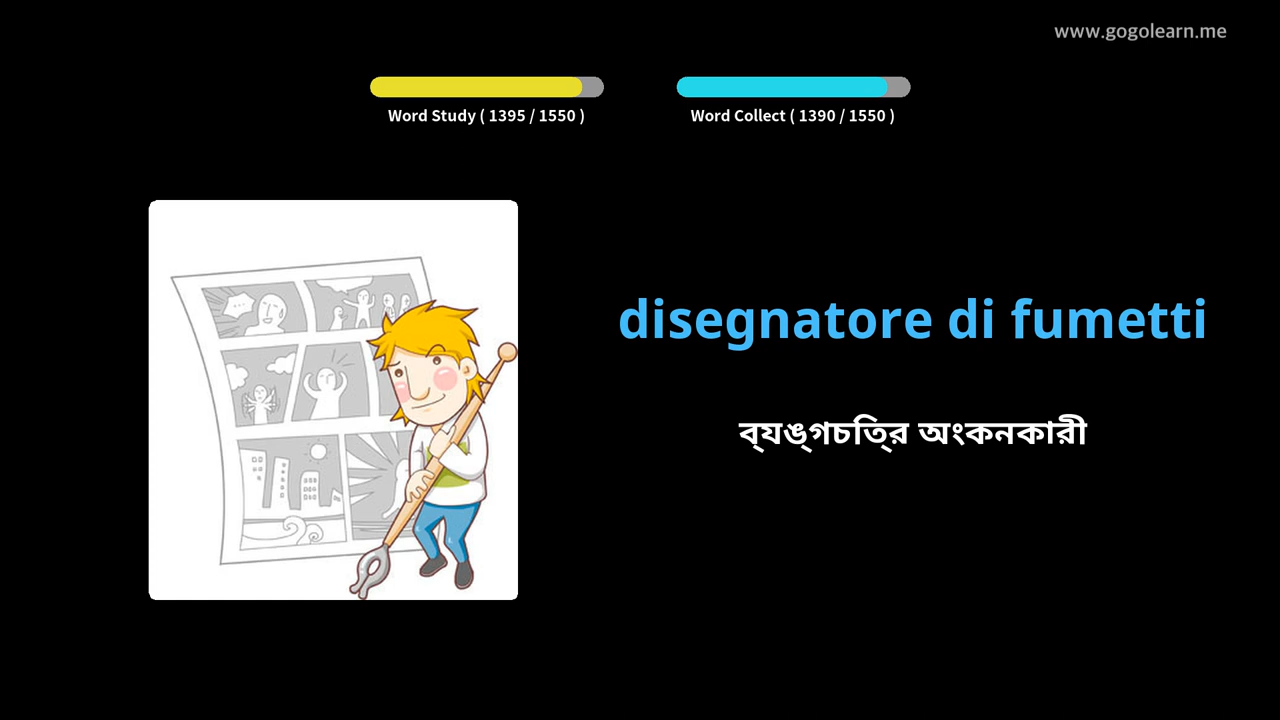 www.gogolearn.me
Word Study ( 1395 / 1550 )
Word Collect ( 1390 / 1550 )
disegnatore di fumetti
ব্যঙ্গচিত্র অংকনকারী